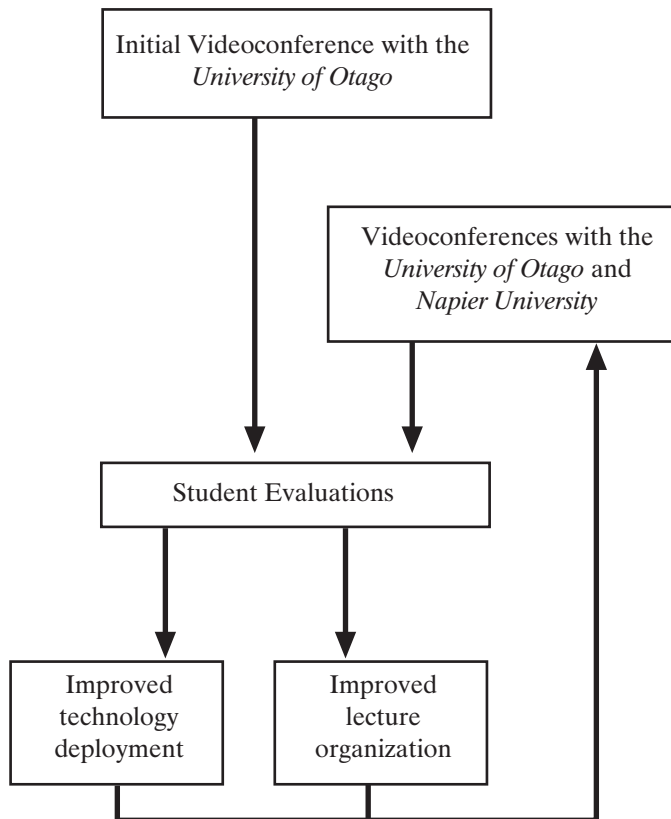 Initial Videoconference with the
University of Otago
Videoconferences with the
University of Otago and
Napier University
Student Evaluations
Improved
technology
deployment
Improved
lecture
organization